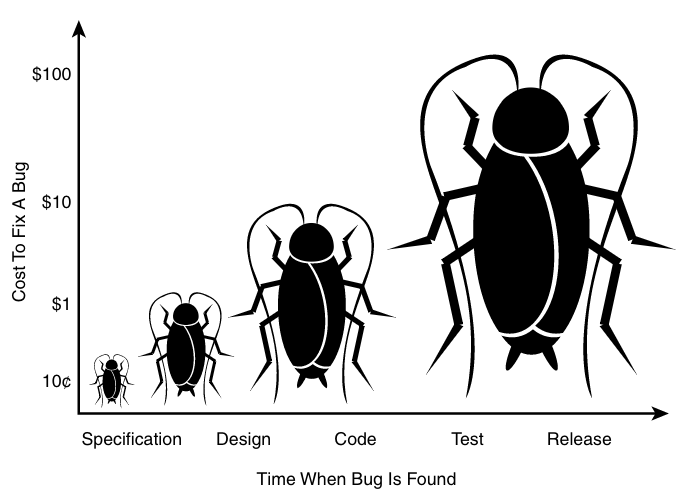 $100
$10
$1
10¢
Cost To Fix A Bug
Specification Design Code Test Release
Time When Bug Is Found